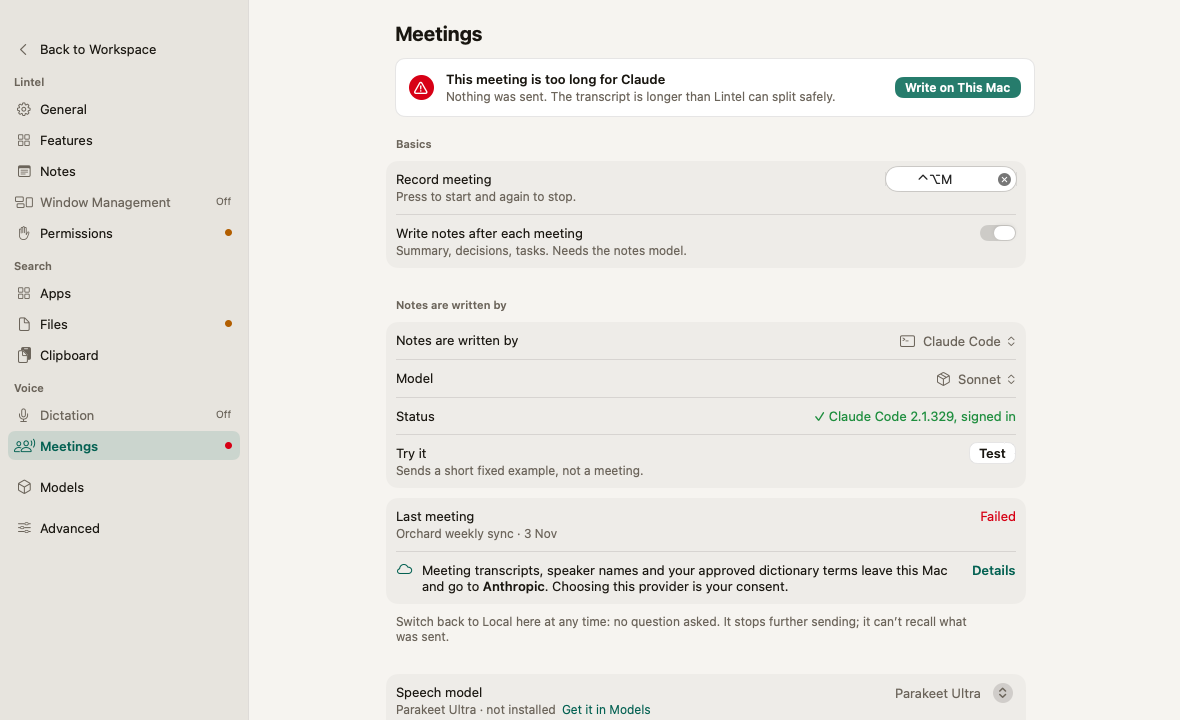 Back to Workspace
Lintel
General
Features
Notes
Window Management Off
Permissions
Search
Apps
Files
Clipboard
Voice
Dictation Off
Meetings
Models
Advanced
Meetings
This meeting is too long for Claude
Nothing was sent. The transcript is longer than Lintel can split safely.
Write on This Mac
Basics
Record meeting
Press to start and again to stop.
⌃⌥M
Write notes after each meeting
Summary, decisions, tasks. Needs the notes model.
Notes are written by
Notes are written by Claude Code
Model Sonnet
Status ✓ Claude Code 2.1.329, signed in
Try it
Sends a short fixed example, not a meeting.
Test
Last meeting Failed
Orchard weekly sync · 3 Nov
Meeting transcripts, speaker names and your approved dictionary terms leave this Mac
and go to Anthropic. Choosing this provider is your consent.
Details
Switch back to Local here at any time: no question asked. It stops further sending; it can’t recall what
was sent.
Speech model Parakeet Ultra
Parakeet Ultra · not installed Get it in Models